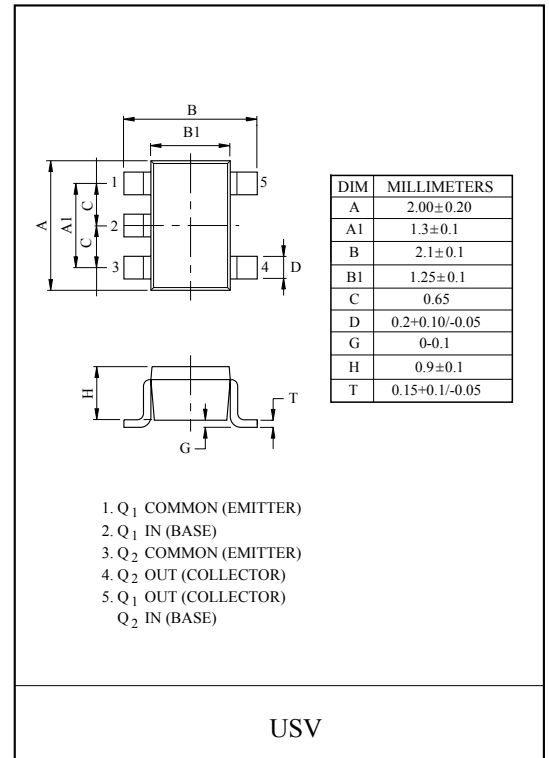 B
B1
1
5
A
A1
C
2
C
3
4
D
DIM MILLIMETERS
A 2.00±0.20
A1 1.3±0.1
B 2.1±0.1
B1 1.25±0.1
C 0.65
D 0.2+0.10/-0.05
G 0-0.1
H 0.9±0.1
T 0.15+0.1/-0.05
H
T
G
1. Q1 COMMON (EMITTER)
2. Q1 IN (BASE)
3. Q2 COMMON (EMITTER)
4. Q2 OUT (COLLECTOR)
5. Q1 OUT (COLLECTOR)
Q2 IN (BASE)
USV